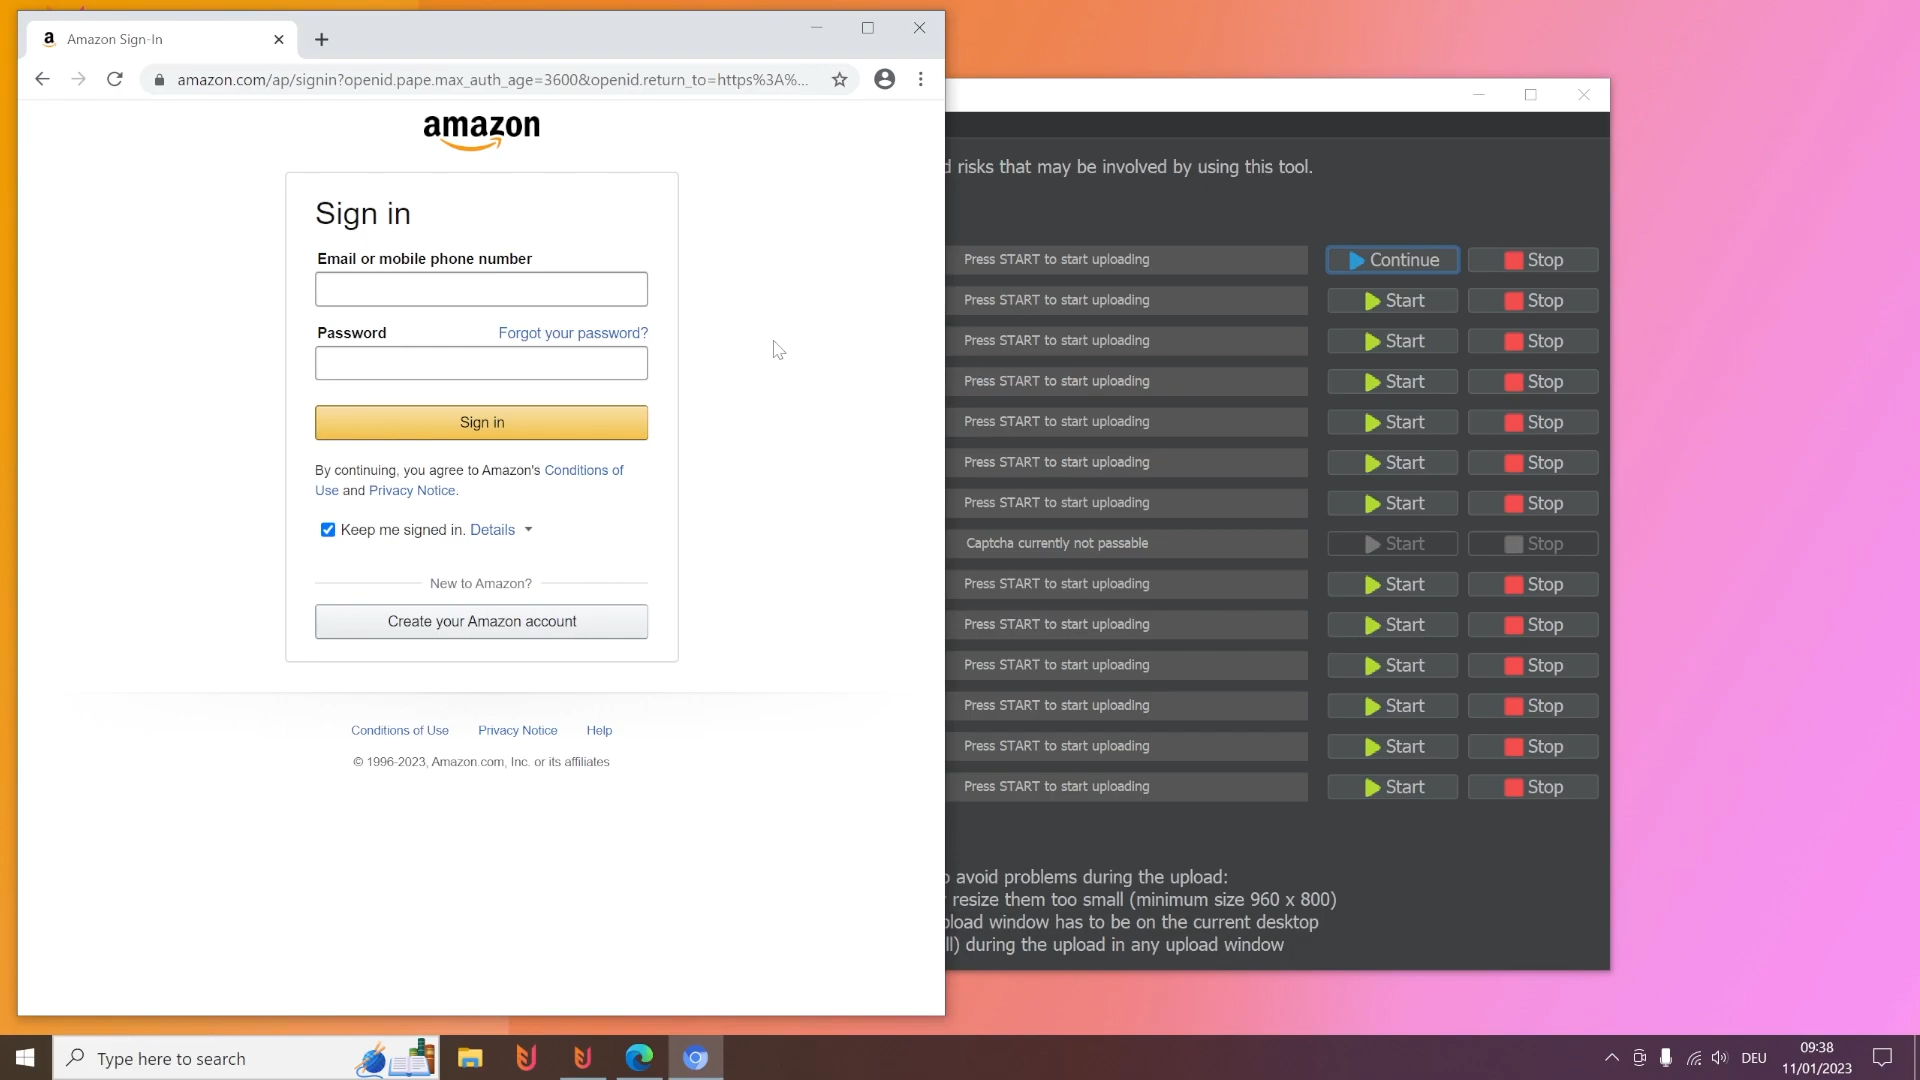 Amazon Sign-In
amazon.com/ap/signin?openid.pape.max_auth_age=3600&openid.return_to=https%3A%...
amazon
Sign in
Email or mobile phone number
Password
Forgot your password?
Sign in
By continuing, you agree to Amazon's Conditions of
Use and Privacy Notice.
Keep me signed in. Details
New to Amazon?
Create your Amazon account
Conditions of Use
Privacy Notice
Help
© 1996-2023, Amazon.com, Inc. or its affiliates
risks that may be involved by using this tool.
Press START to start uploading Continue Stop
Press START to start uploading Start Stop
Press START to start uploading Start Stop
Press START to start uploading Start Stop
Press START to start uploading Start Stop
Press START to start uploading Start Stop
Press START to start uploading Start Stop
Captcha currently not passable Start Stop
Press START to start uploading Start Stop
Press START to start uploading Start Stop
Press START to start uploading Start Stop
Press START to start uploading Start Stop
Press START to start uploading Start Stop
Press START to start uploading Start Stop
avoid problems during the upload:
resize them too small (minimum size 960 x 800)
window has to be on the current desktop
during the upload in any upload window
Type here to search
DEU
09:38
11/01/2023